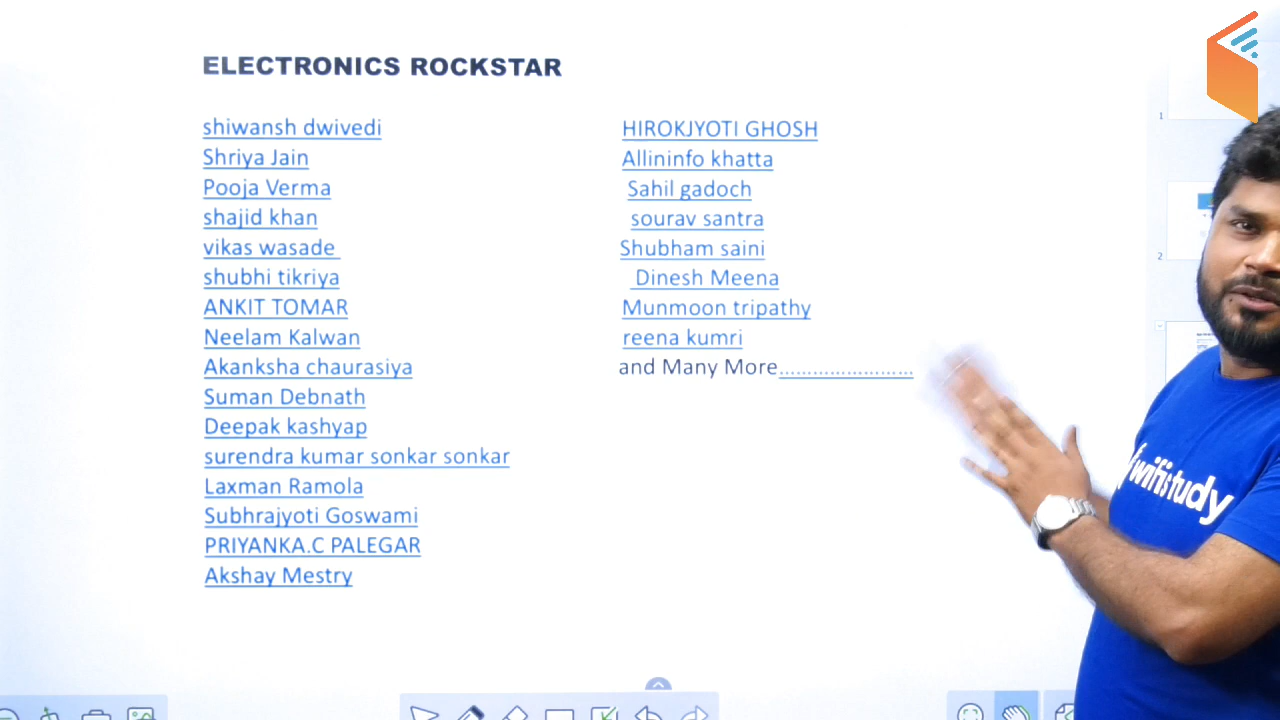 ELECTRONICS ROCKSTAR
shiwansh dwivedi
Shriya Jain
Pooja Verma
shajid khan
vikas wasade
shubhi tikriya
ANKIT TOMAR
Neelam Kalwan
Akanksha chaurasiya
Suman Debnath
Deepak kashyap
surendra kumar sonkar sonkar
Laxman Ramola
Subhrajyoti Goswami
PRIYANKA.C PALEGAR
Akshay Mestry
HIROKJYOTI GHOSH
Allininfo khatta
Sahil gadoch
sourav santra
Shubham saini
Dinesh Meena
Munmoon tripathy
reena kumri
and Many More........................
1
2
wifistudy